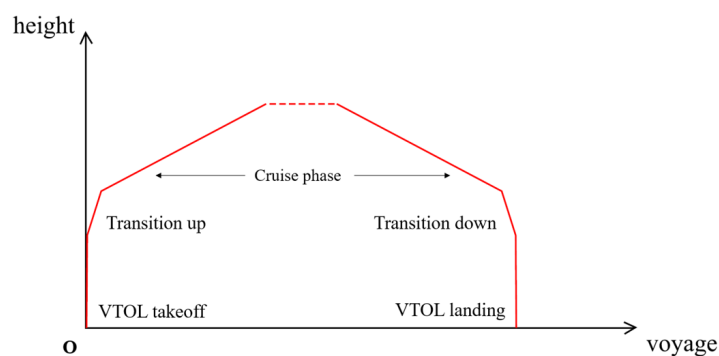 height
Cruise phase
Transition up
Transition down
VTOL takeoff
VTOL landing
O
voyage